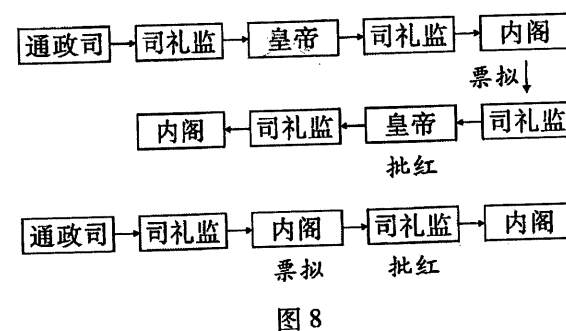 通政司 司礼监 皇帝 司礼监 内阁
票拟
内阁 司礼监 皇帝 司礼监
批红
通政司 司礼监 内阁 司礼监 内阁
票拟 批红
图 8